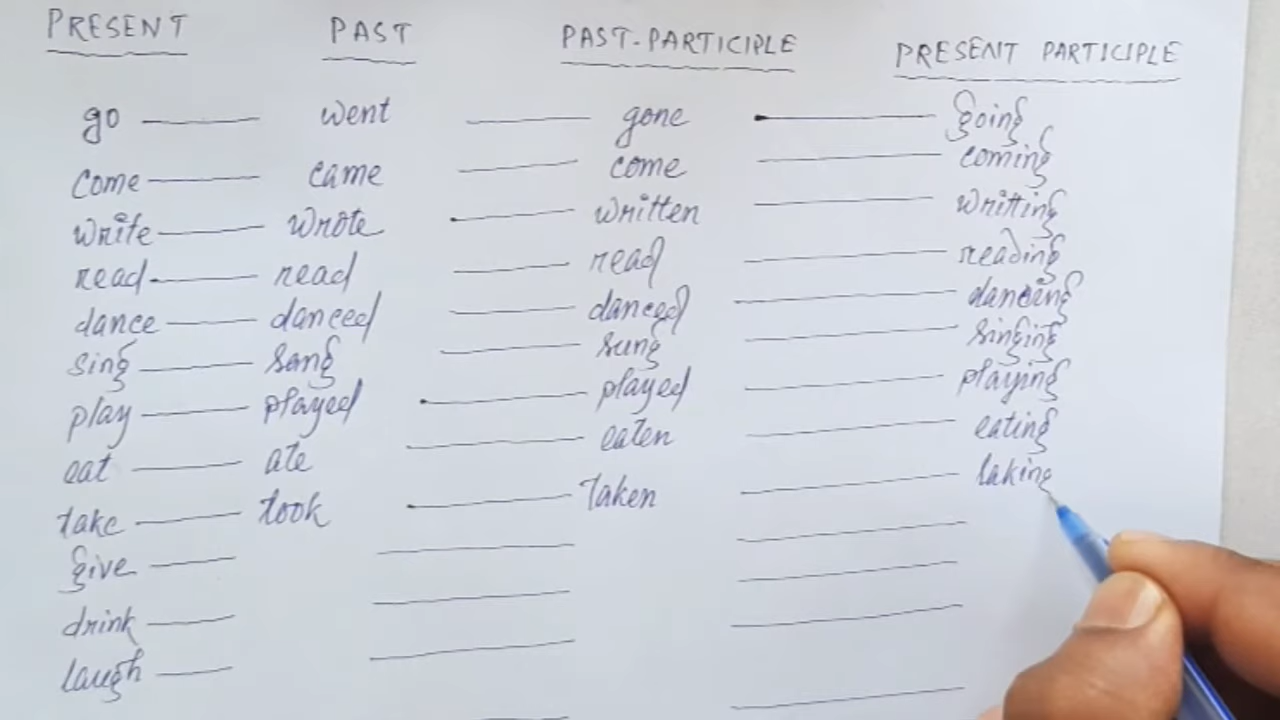 PRESENT PAST PAST-PARTICIPLE PRESENT PARTICIPLE
go went gone going
come came come coming
write wrote written writting
read read read reading
dance danced danced dancing
sing sang sung singing
play played played playing
eat ate eaten eating
take took taken taking
give
drink
laugh